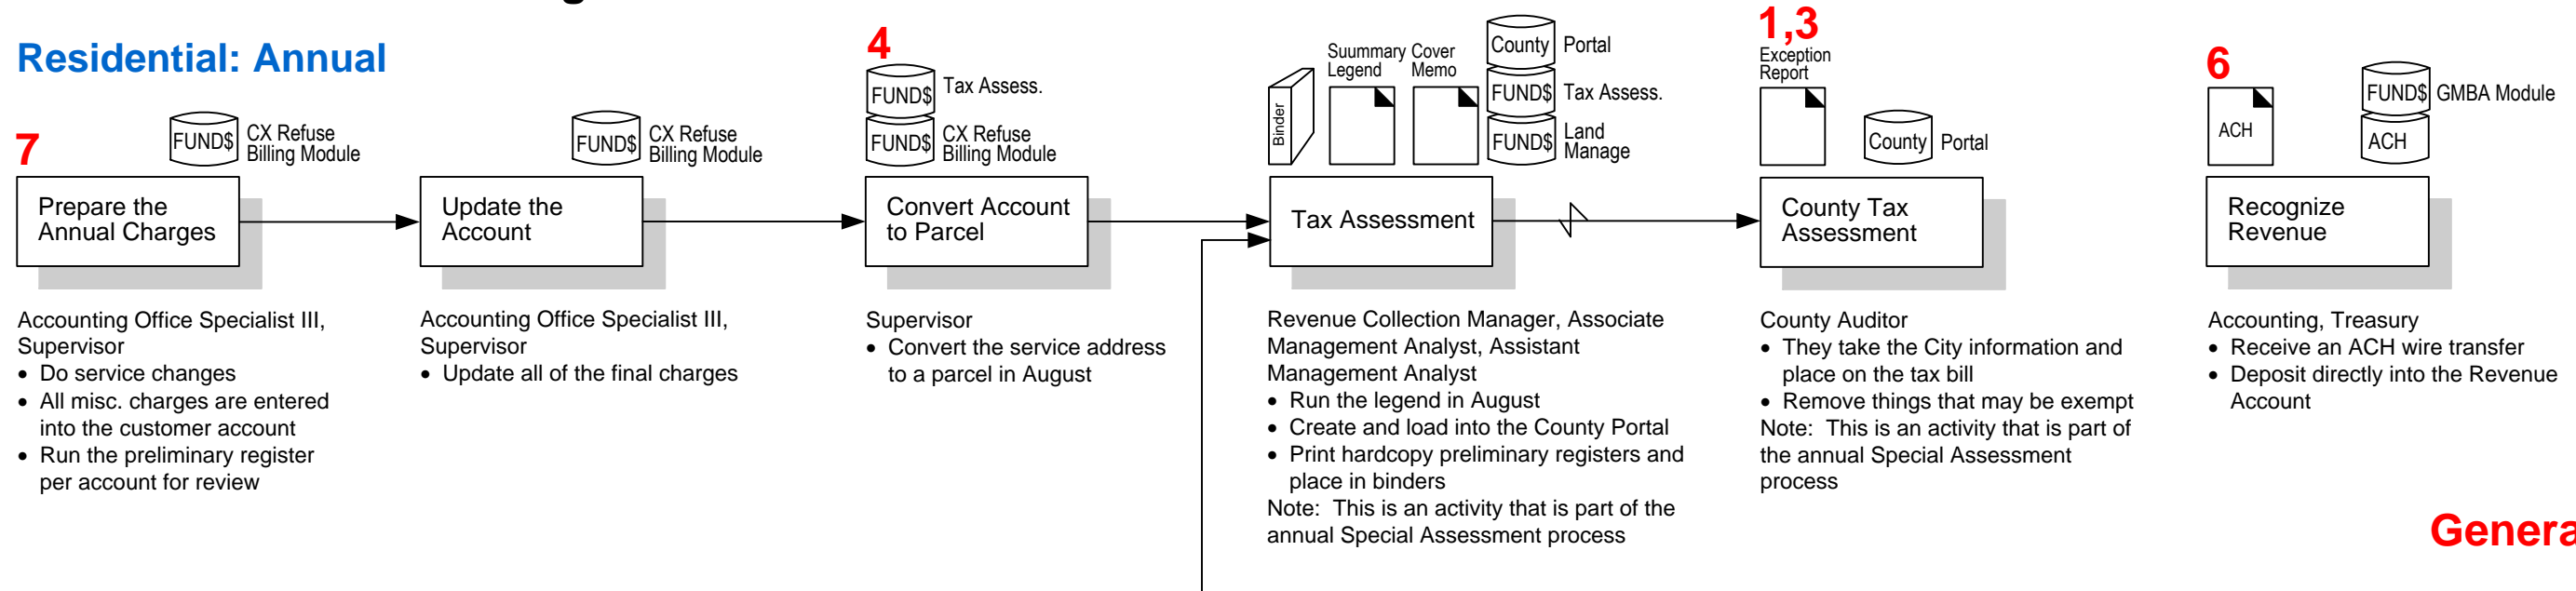 Residential: Annual
7
FUND$
CX Refuse
Billing Module
Prepare the
Annual Charges
Accounting Office Specialist III,
Supervisor
• Do service changes
• All misc. charges are entered
into the customer account
• Run the preliminary register
per account for review
FUND$
CX Refuse
Billing Module
Update the
Account
Accounting Office Specialist III,
Supervisor
• Update all of the final charges
4
FUND$
Tax Assess.
FUND$
CX Refuse
Billing Module
Convert Account
to Parcel
Supervisor
• Convert the service address
to a parcel in August
Binder
Suummary
Legend
Cover
Memo
County
Portal
FUND$
Tax Assess.
FUND$
Land
Manage
Tax Assessment
Revenue Collection Manager, Associate
Management Analyst, Assistant
Management Analyst
• Run the legend in August
• Create and load into the County Portal
• Print hardcopy preliminary registers and
place in binders
Note: This is an activity that is part of the
annual Special Assessment process
1,3
Exception
Report
County
Portal
County Tax
Assessment
County Auditor
• They take the City information and
place on the tax bill
• Remove things that may be exempt
Note: This is an activity that is part of
the annual Special Assessment
process
6
ACH
FUND$
GMBA Module
ACH
Recognize
Revenue
Accounting, Treasury
• Receive an ACH wire transfer
• Deposit directly into the Revenue
Account
Genera